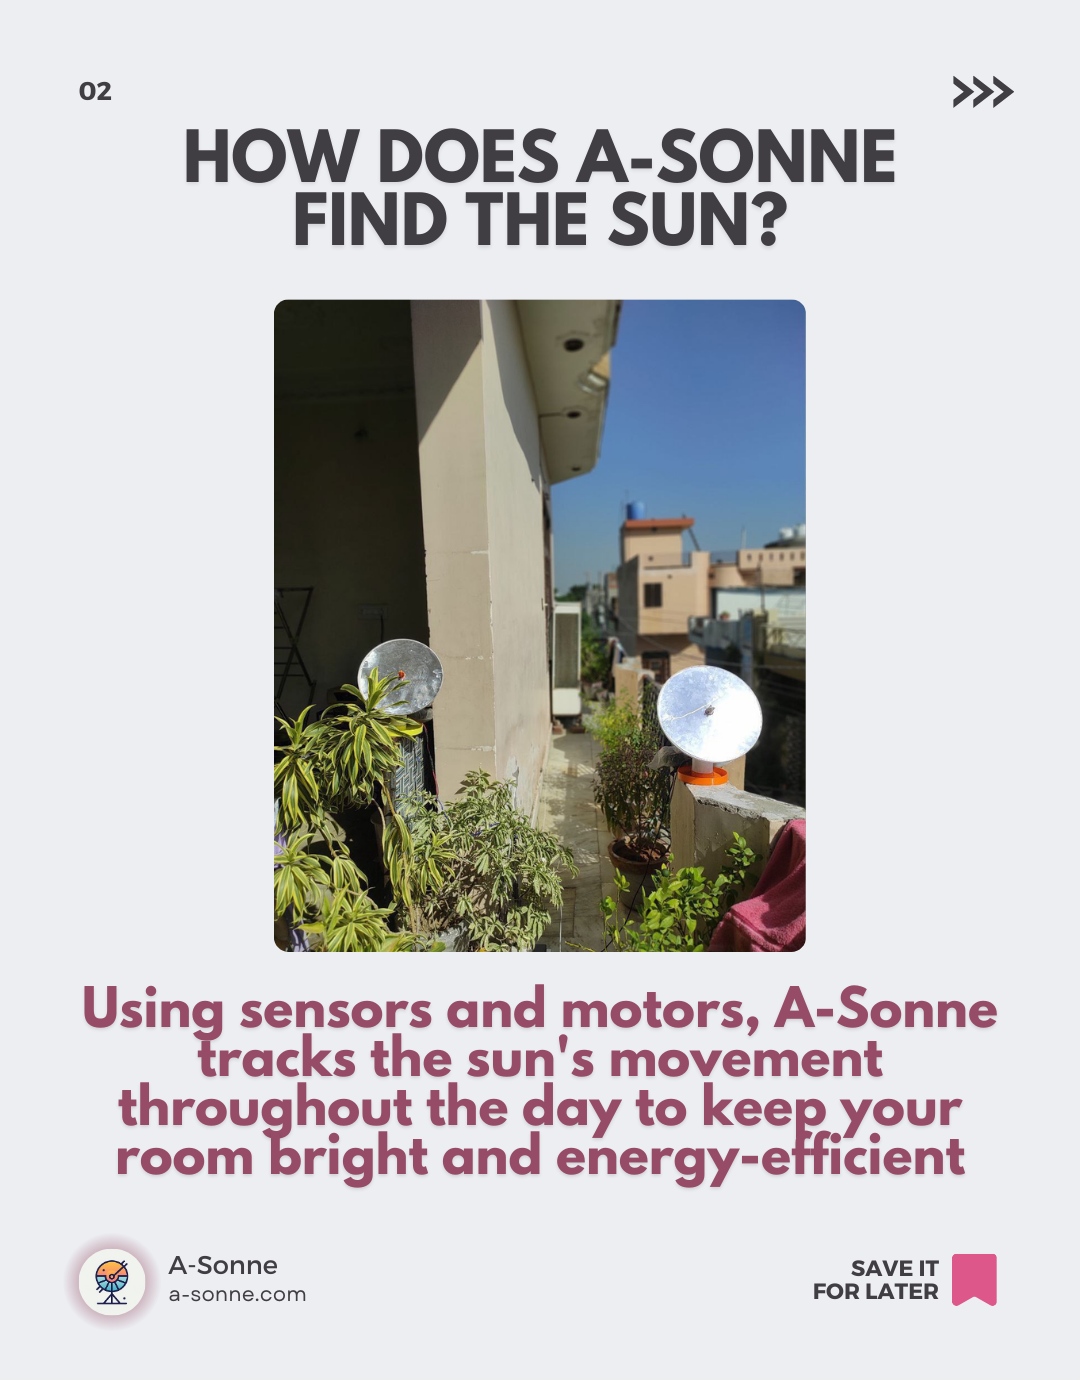 02
HOW DOES A-SONNE
FIND THE SUN?
Using sensors and motors, A-Sonne
tracks the sun's movement
throughout the day to keep your
room bright and energy-efficient
A-Sonne
a-sonne.com
SAVE IT
FOR LATER